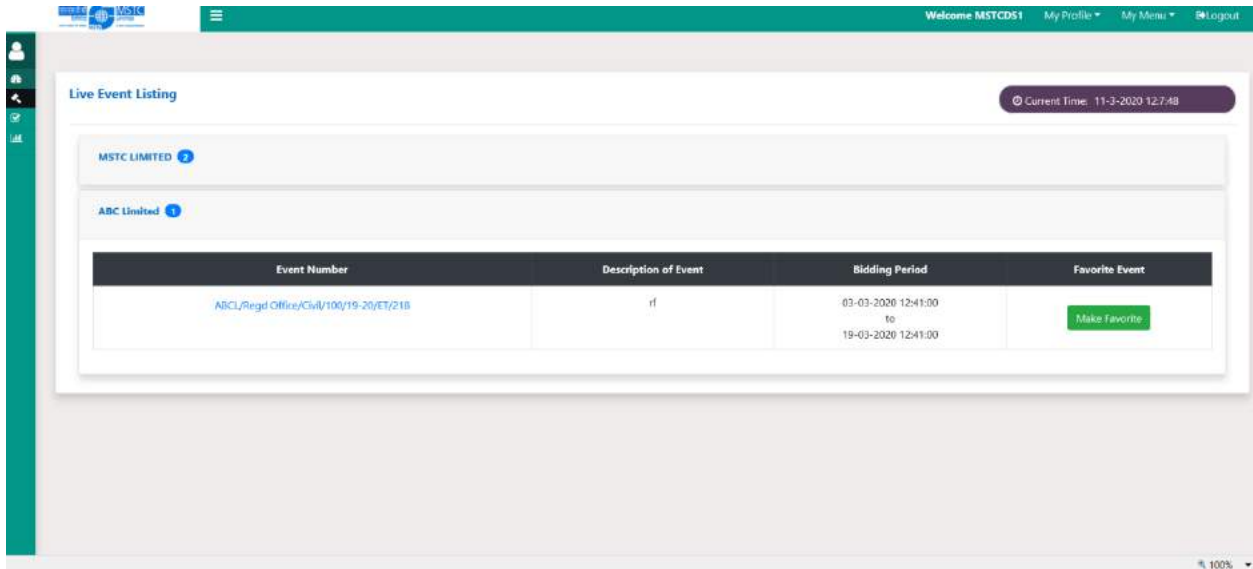 MSTC
Welcome MSTCDS1 My Profile My Menu Logout
Live Event Listing
Current Time: 11-3-2020 12:7:48
MSTC LIMITED 2
ABC Limited 1
Event Number Description of Event Bidding Period Favorite Event
ABCL/Regd Office/Civil/100/19-20/ET/218 rf 03-03-2020 12:41:00 Make Favorite
to
19-03-2020 12:41:00
100%